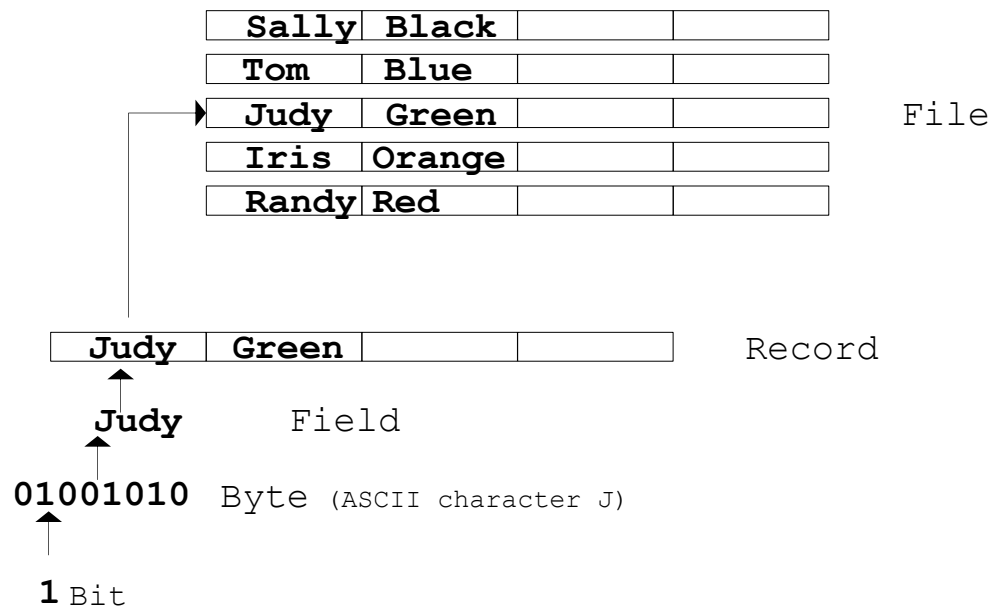 Sally Black
Tom Blue
Judy Green File
Iris Orange
Randy Red
Judy Green Record
Judy Field
01001010 Byte (ASCII character J)
1 Bit